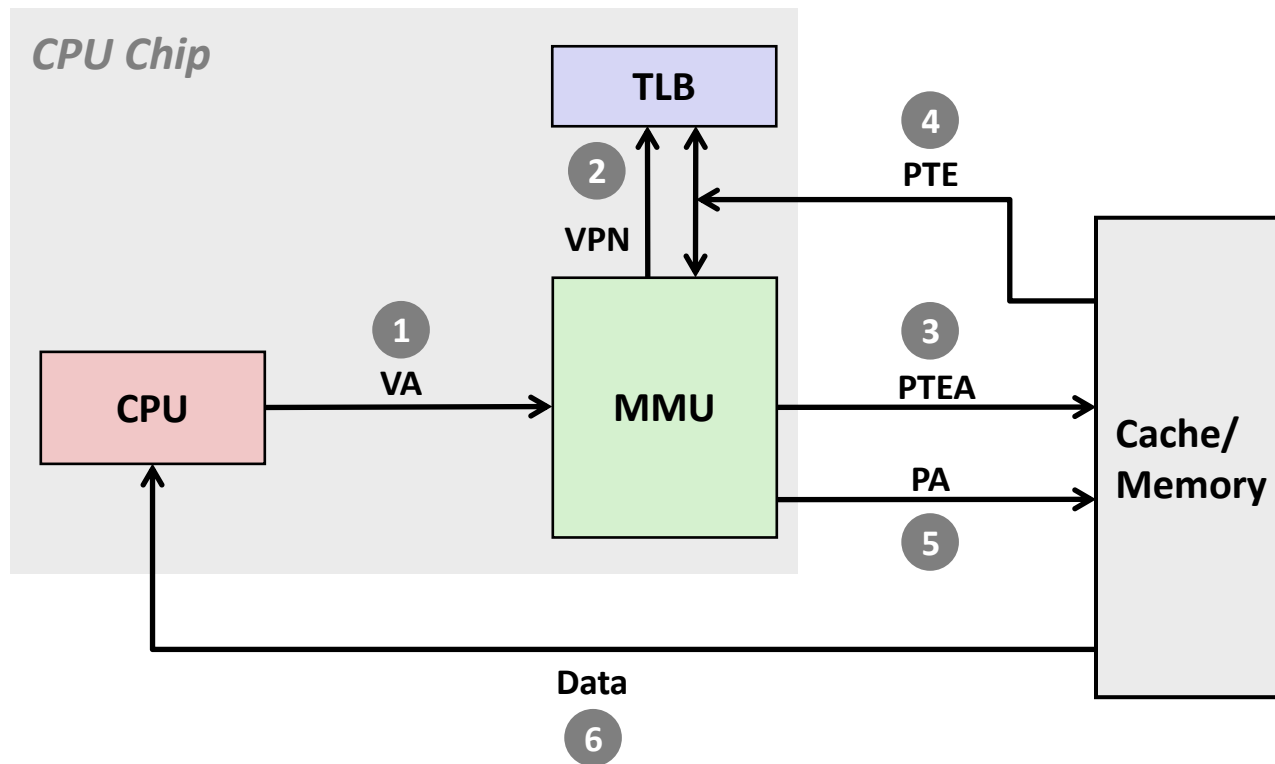 CPU Chip
TLB
4
PTE
2
VPN
1
VA
3
PTEA
CPU
MMU
Cache/
Memory
PA
5
Data
6